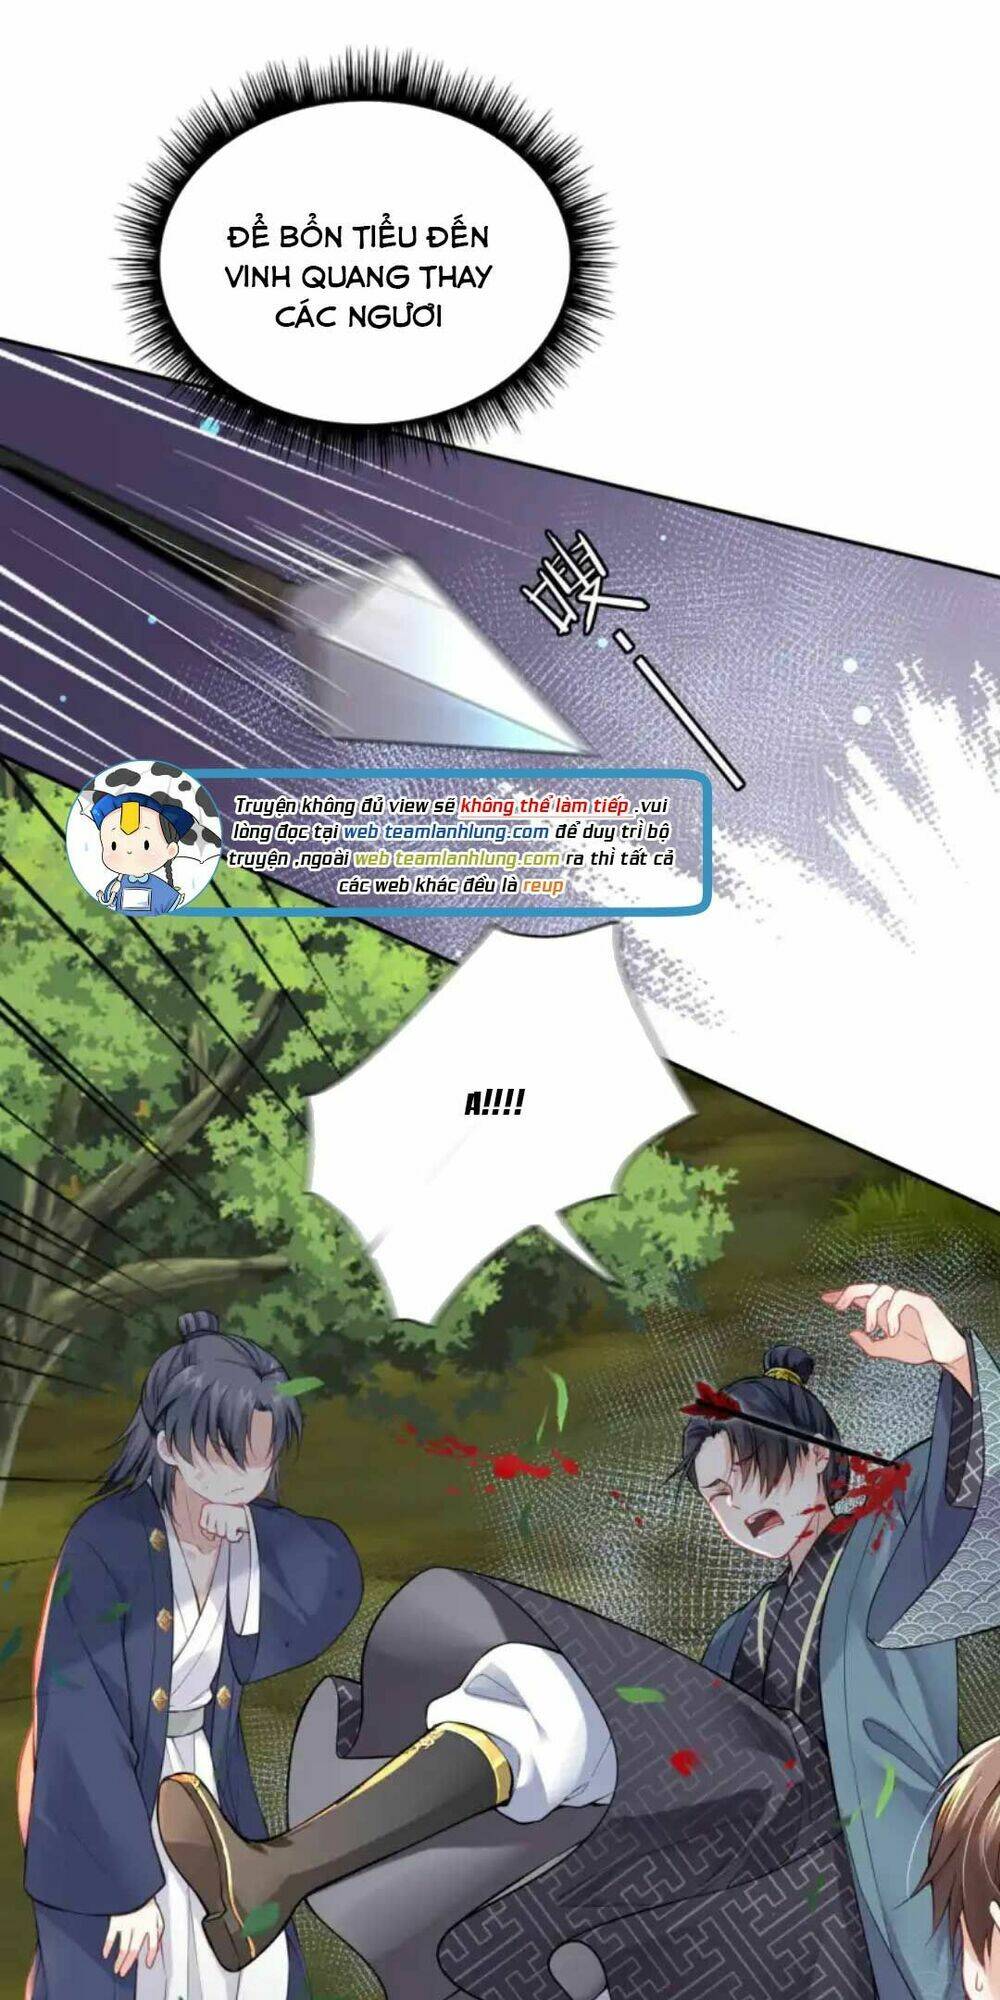 ĐỂ BỔN TIỂU ĐẾN
VINH QUANG THAY
CÁC NGƯƠI
嗖
Truyện không đủ view sẽ không thể làm tiếp .vui
lòng đọc tại web teamlanhlung.com để duy trì bộ
truyện ,ngoài web teamlanhlung.com ra thì tất cả
các web khác đều là reup
A!!!!